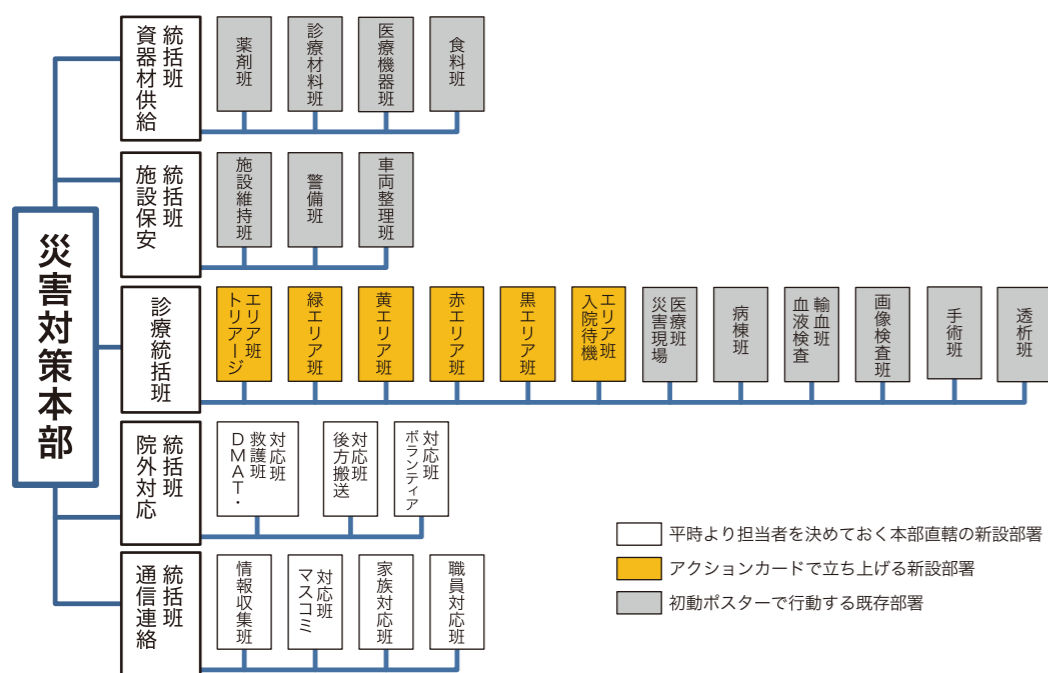 災害対策本部
資器材供給
統括班
薬剤班
診療材料班
医療機器班
食料班
施設保安
統括班
施設維持班
警備班
車両整理班
診療統括班
トリアージ
エリア班
緑エリア班
黄エリア班
赤エリア班
黒エリア班
入院待機
エリア班
災害現場
医療班
病棟班
血液検査
輸血班
画像検査班
手術班
透析班
院外対応
統括班
DMAT・
救護班
対応班
後方搬送
対応班
ボランティア
対応班
通信連絡
統括班
情報収集班
マスコミ
対応班
家族対応班
職員対応班
平時より担当者を決めておく本部直轄の新設部署
アクションカードで立ち上げる新設部署
初動ポスターで行動する既存部署